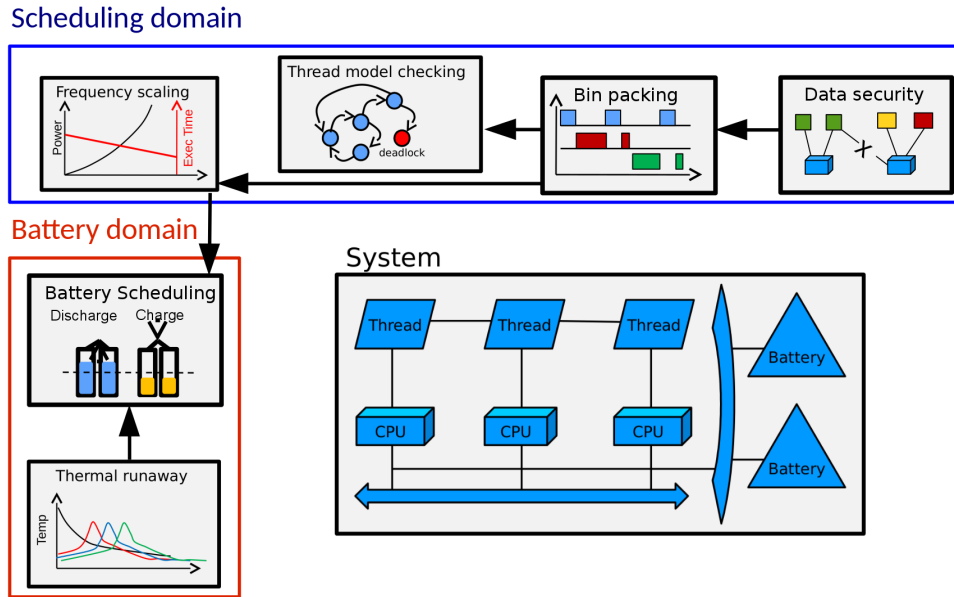 Scheduling domain
Frequency scaling
Power
Exec Time
Thread model checking
deadlock
Bin packing
Data security
Battery domain
Battery Scheduling
Discharge Charge
Thermal runaway
Temp
System
Thread Thread Thread
Battery
CPU CPU CPU
Battery